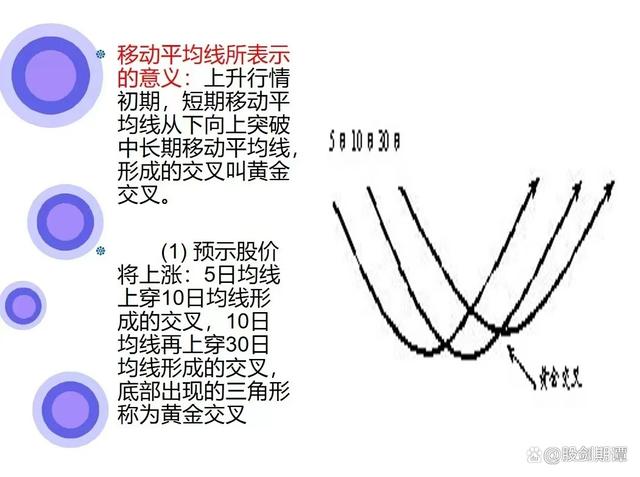 移动平均线所表示
的意义：上升行情
初期，短期移动平
均线从下向上突破
中长期移动平均线，
形成的交叉叫黄金
交叉。
(1) 预示股价
将上涨：5日均线
上穿10日均线形
成的交叉，10日
均线再上穿30日
均线形成的交叉，
底部出现的三角形
称为黄金交叉
5日10日30日
黄金交叉
@股剑期谭